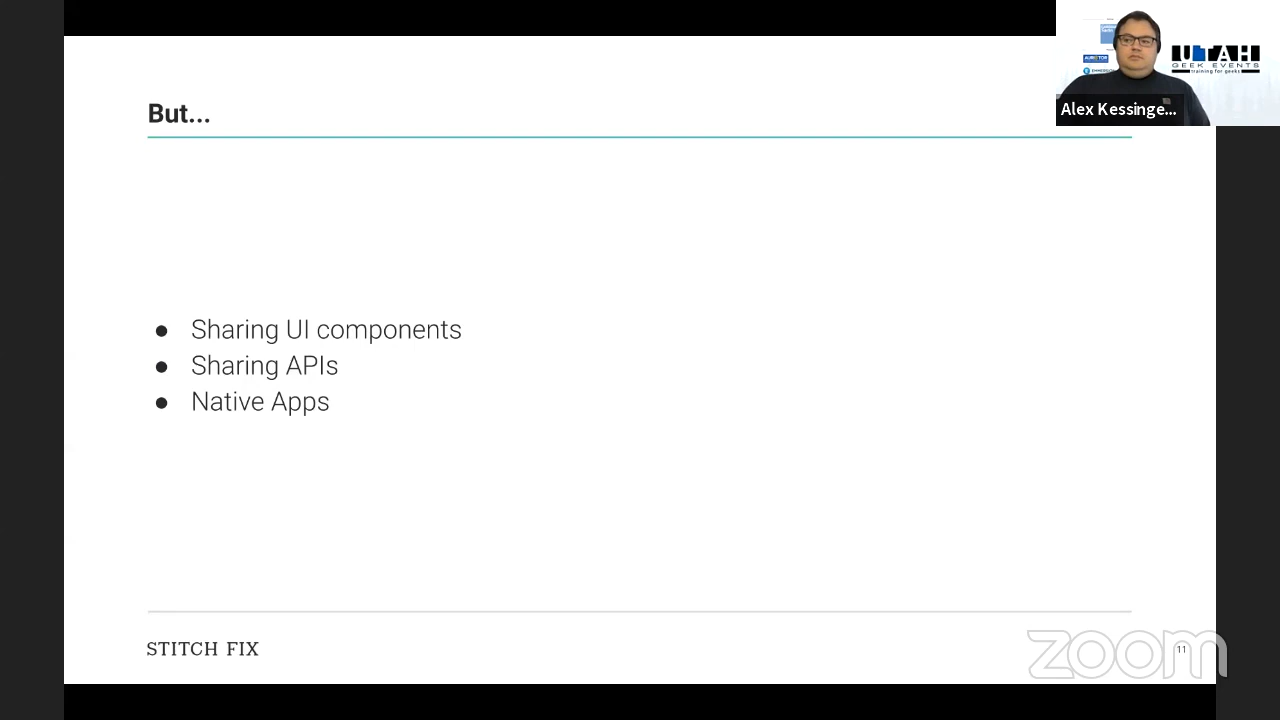 But...
Sharing UI components
Sharing APIs
Native Apps
STITCH FIX
11
zoom
UTAH
GEEK EVENTS
training for geeks
Alex Kessinge...